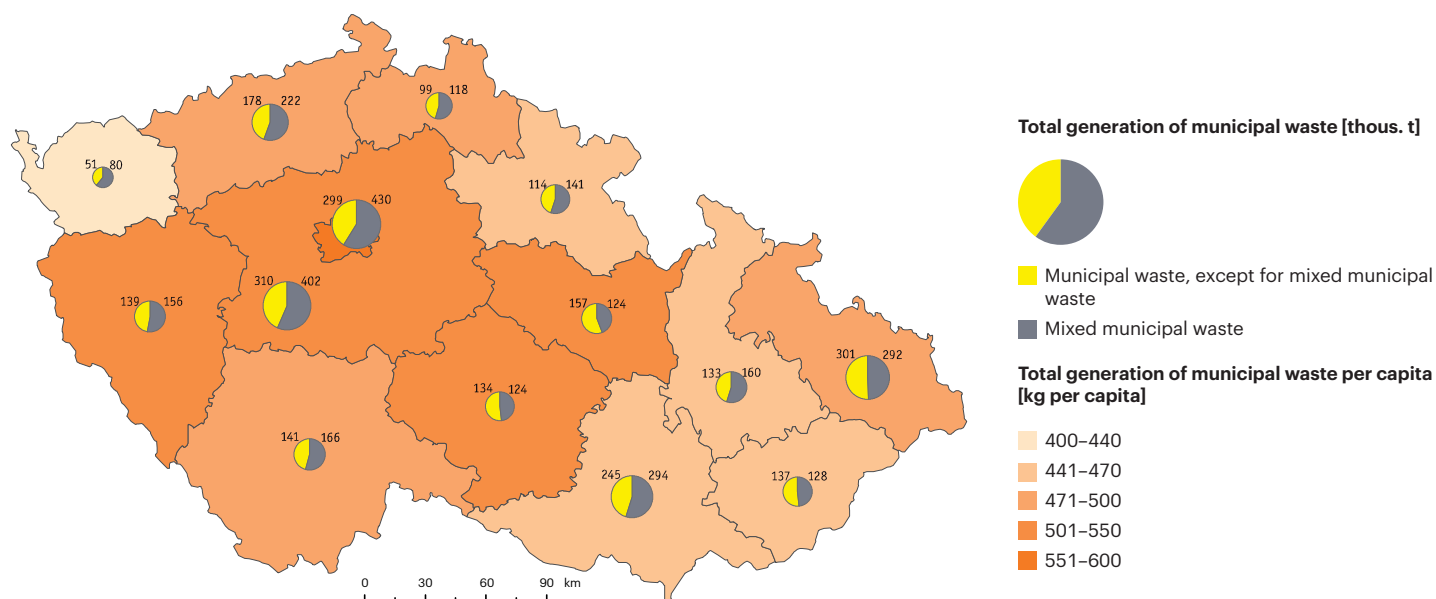 99 118
178 222
51 80
114 141
299 430
310 402
139 156
157 124
301 292
133 160
134 124
141 166
245 294
137 128
0 30 60 90 km
Total generation of municipal waste [thous. t]
Municipal waste, except for mixed municipal
waste
Mixed municipal waste
Total generation of municipal waste per capita
[kg per capita]
400–440
441–470
471–500
501–550
551–600